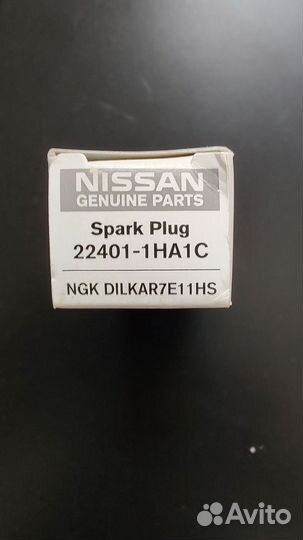 NISSAN
GENUINE PARTS
Spark Plug
22401-1HA1C
NGK DILKAR7E11HS
Avito